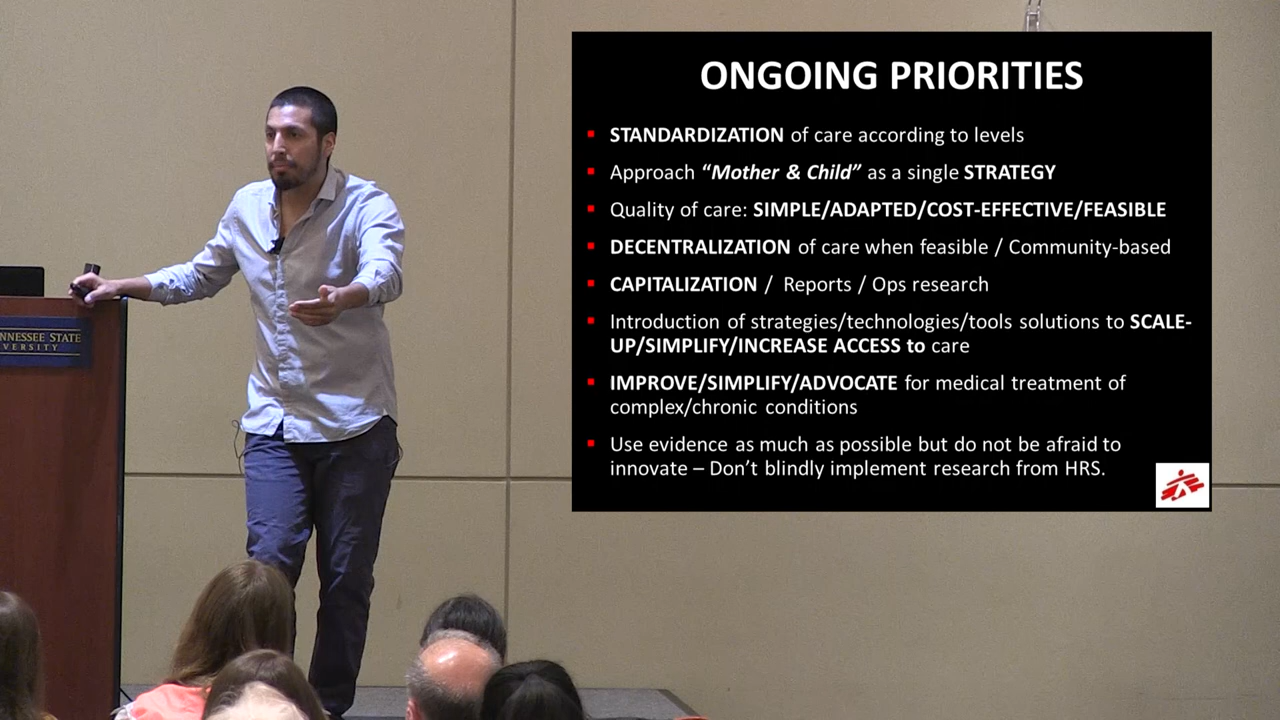 ONGOING PRIORITIES
STANDARDIZATION of care according to levels
Approach “Mother & Child” as a single STRATEGY
Quality of care: SIMPLE/ADAPTED/COST-EFFECTIVE/FEASIBLE
DECENTRALIZATION of care when feasible / Community-based
CAPITALIZATION / Reports / Ops research
Introduction of strategies/technologies/tools solutions to SCALE-
UP/SIMPLIFY/INCREASE ACCESS to care
IMPROVE/SIMPLIFY/ADVOCATE for medical treatment of
complex/chronic conditions
Use evidence as much as possible but do not be afraid to
innovate – Don’t blindly implement research from HRS.
NNESSEE STATE
VERSITY